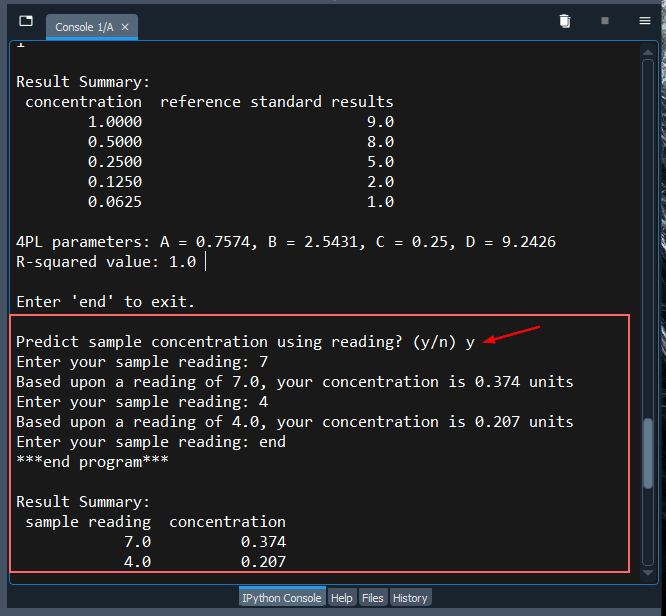 Console 1/A ×
Result Summary:
concentration reference standard results
1.0000 9.0
0.5000 8.0
0.2500 5.0
0.1250 2.0
0.0625 1.0
4PL parameters: A = 0.7574, B = 2.5431, C = 0.25, D = 9.2426
R-squared value: 1.0
Enter 'end' to exit.
Predict sample concentration using reading? (y/n) y
Enter your sample reading: 7
Based upon a reading of 7.0, your concentration is 0.374 units
Enter your sample reading: 4
Based upon a reading of 4.0, your concentration is 0.207 units
Enter your sample reading: end
***end program***
Result Summary:
sample reading concentration
7.0 0.374
4.0 0.207
IPython Console Help Files History